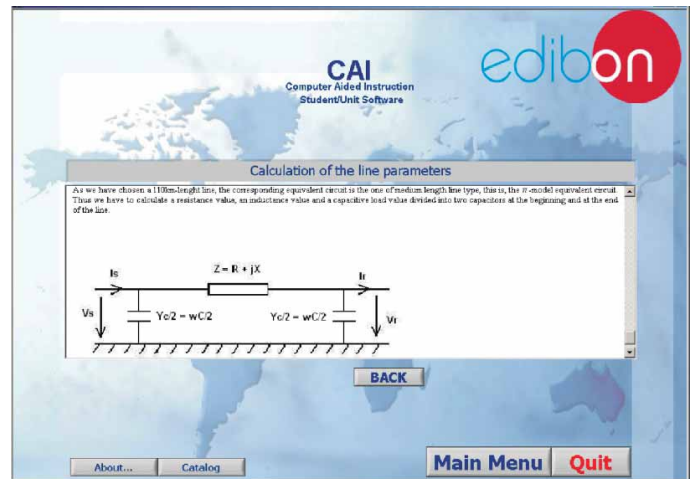 edibon
CAI
Computer Aided Instruction
Student/Unit Software
Calculation of the line parameters
As we have chosen a 1100km-lenght line, the corresponding equivalent circuit is the one of medium length line type, this is, the π -model equivalent circuit.
Thus we have to calculate a resistance value, an inductance value and a capacitive load value divided into two capacitors at the beginning and at the end
of the line.
Is
Z = R + jX
Ir
Vs
Yc/2 = wC/2
Yc/2 = wC/2
Vr
BACK
About...
Catalog
Main Menu
Quit